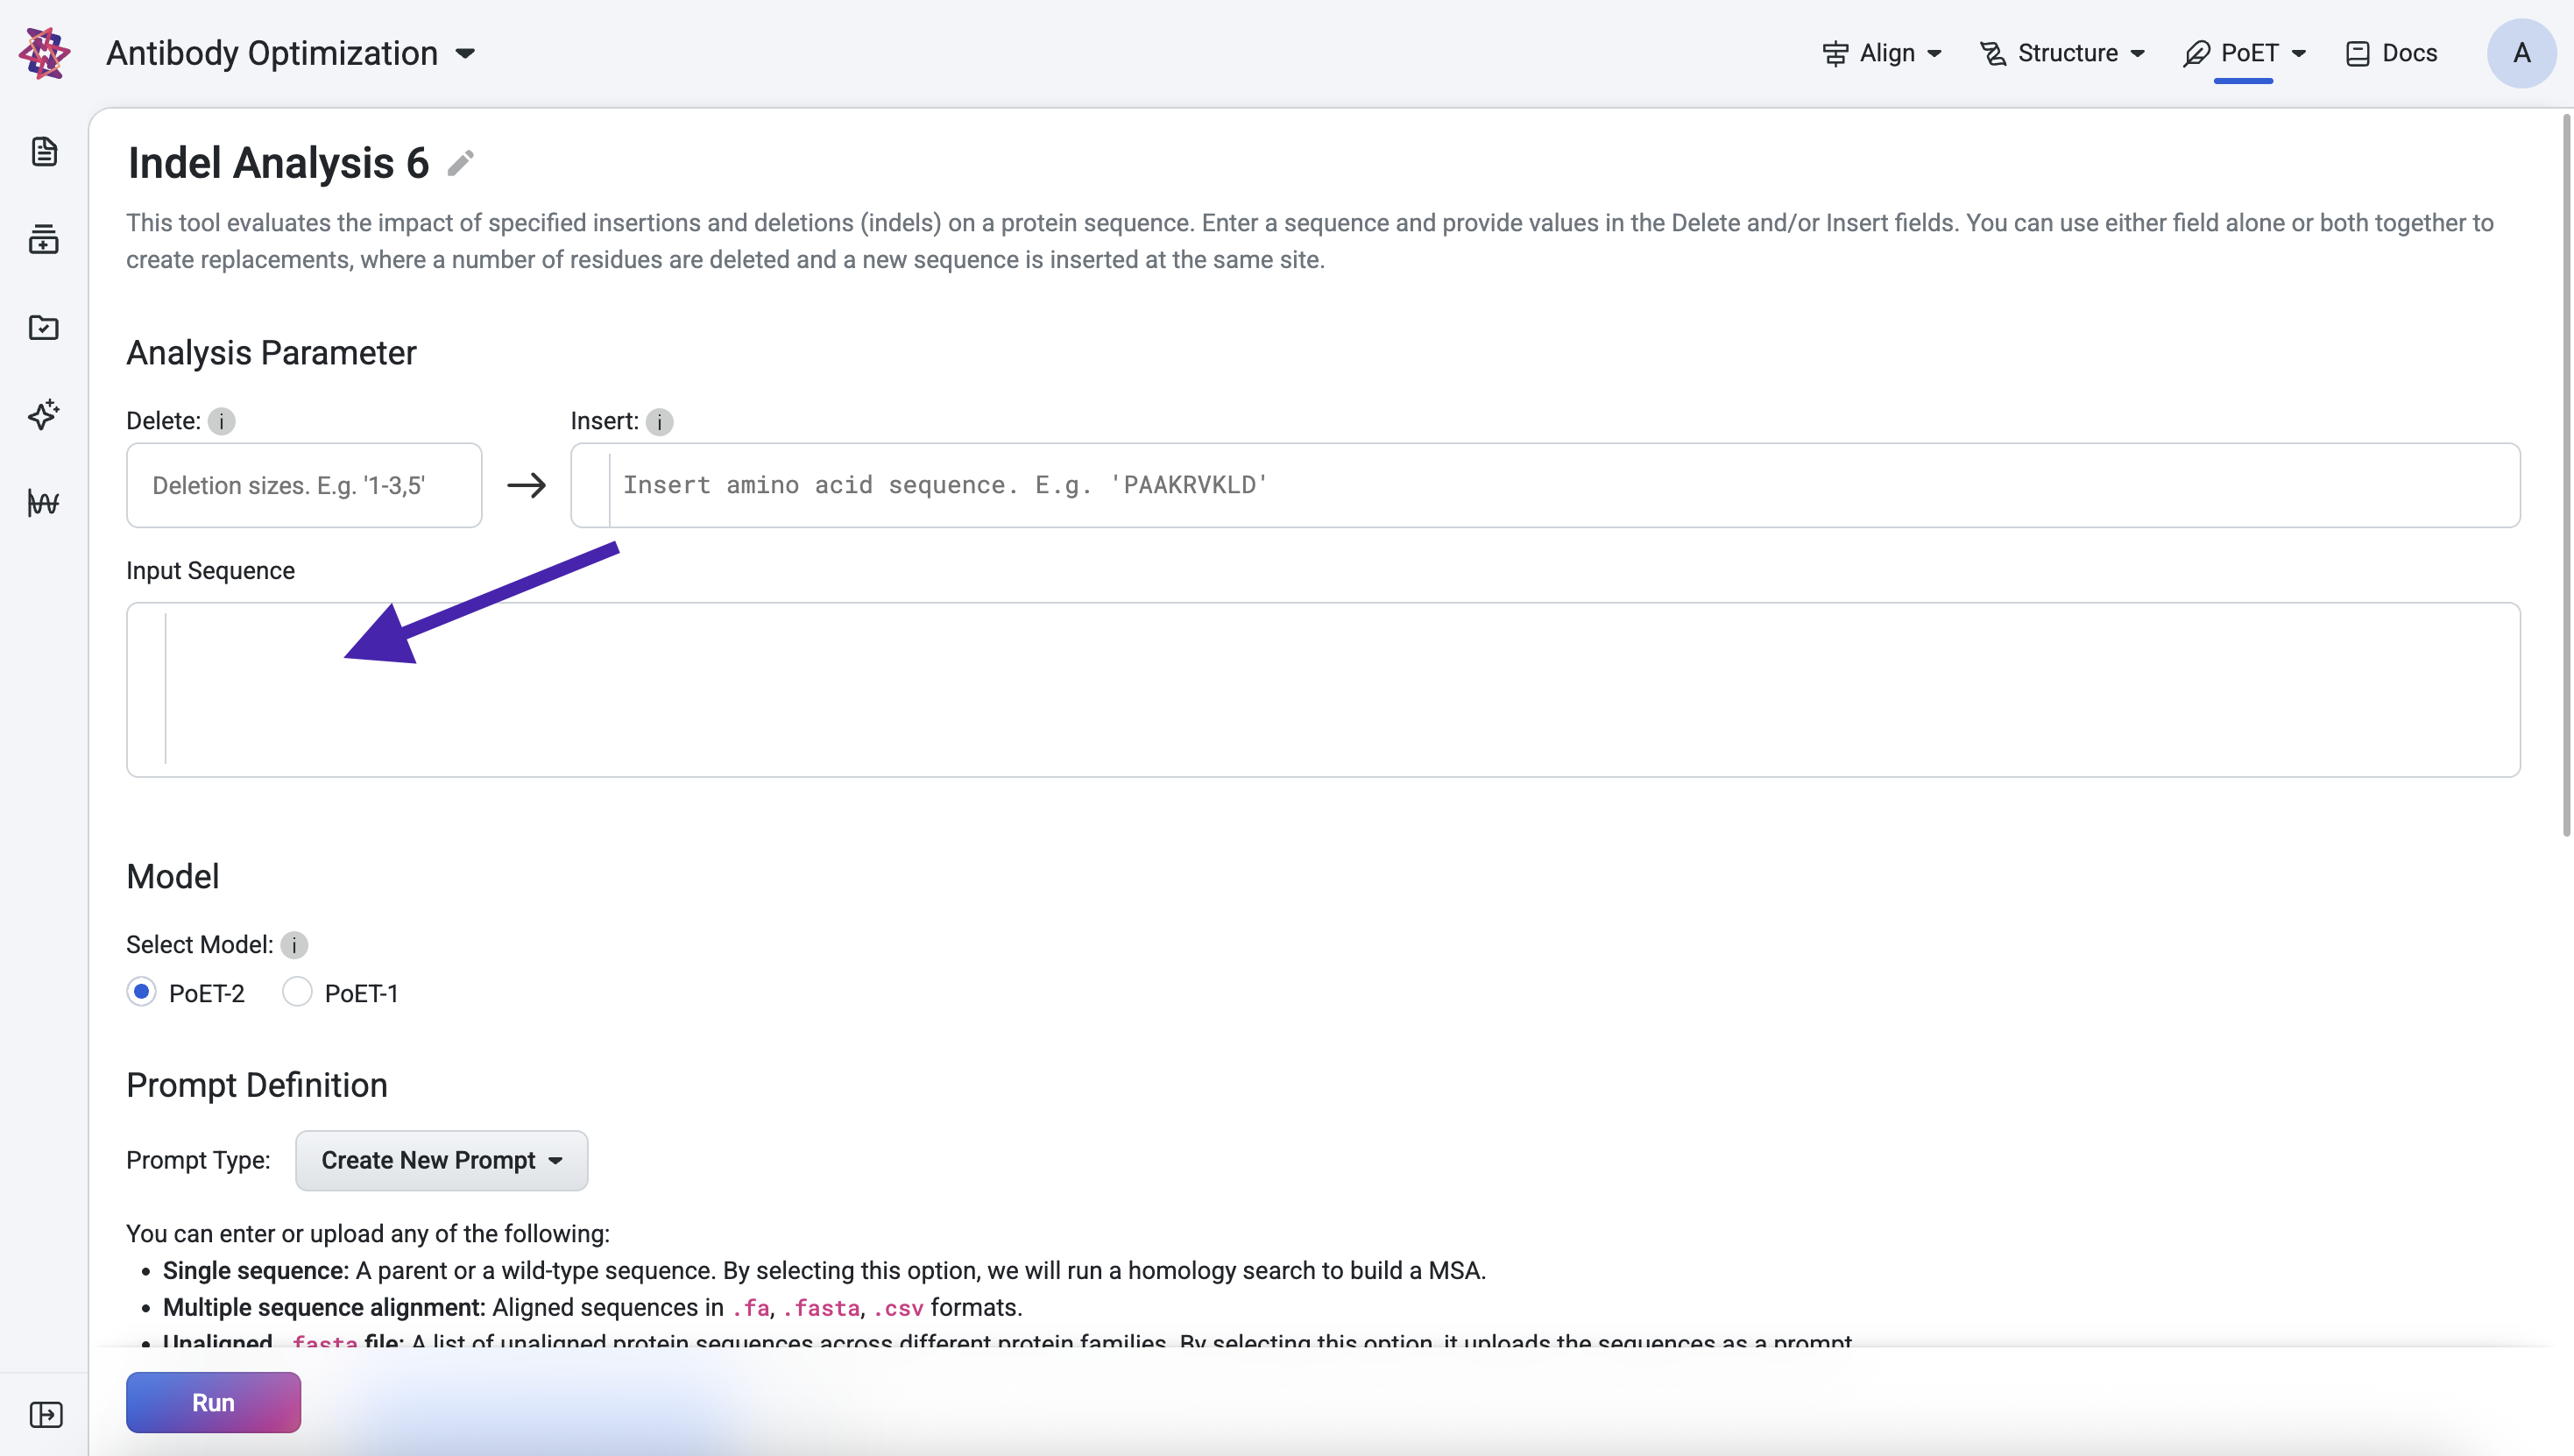 Antibody Optimization
Align
Structure
PoET
Docs
A
Indel Analysis 6
This tool evaluates the impact of specified insertions and deletions (indels) on a protein sequence. Enter a sequence and provide values in the Delete and/or Insert fields. You can use either field alone or both together to
create replacements, where a number of residues are deleted and a new sequence is inserted at the same site.
Analysis Parameter
Delete: i
Insert: i
Deletion sizes. E.g. '1-3,5'
Insert amino acid sequence. E.g. 'PAAKRVKLD'
Input Sequence
Model
Select Model: i
PoET-2 PoET-1
Prompt Definition
Prompt Type: Create New Prompt
You can enter or upload any of the following:
• Single sequence: A parent or a wild-type sequence. By selecting this option, we will run a homology search to build a MSA.
• Multiple sequence alignment: Aligned sequences in .fa, .fasta, .csv formats.
• Unaligned .fasta file: A list of unaligned protein sequences across different protein families. By selecting this option, it uploads the sequences as a prompt
Run